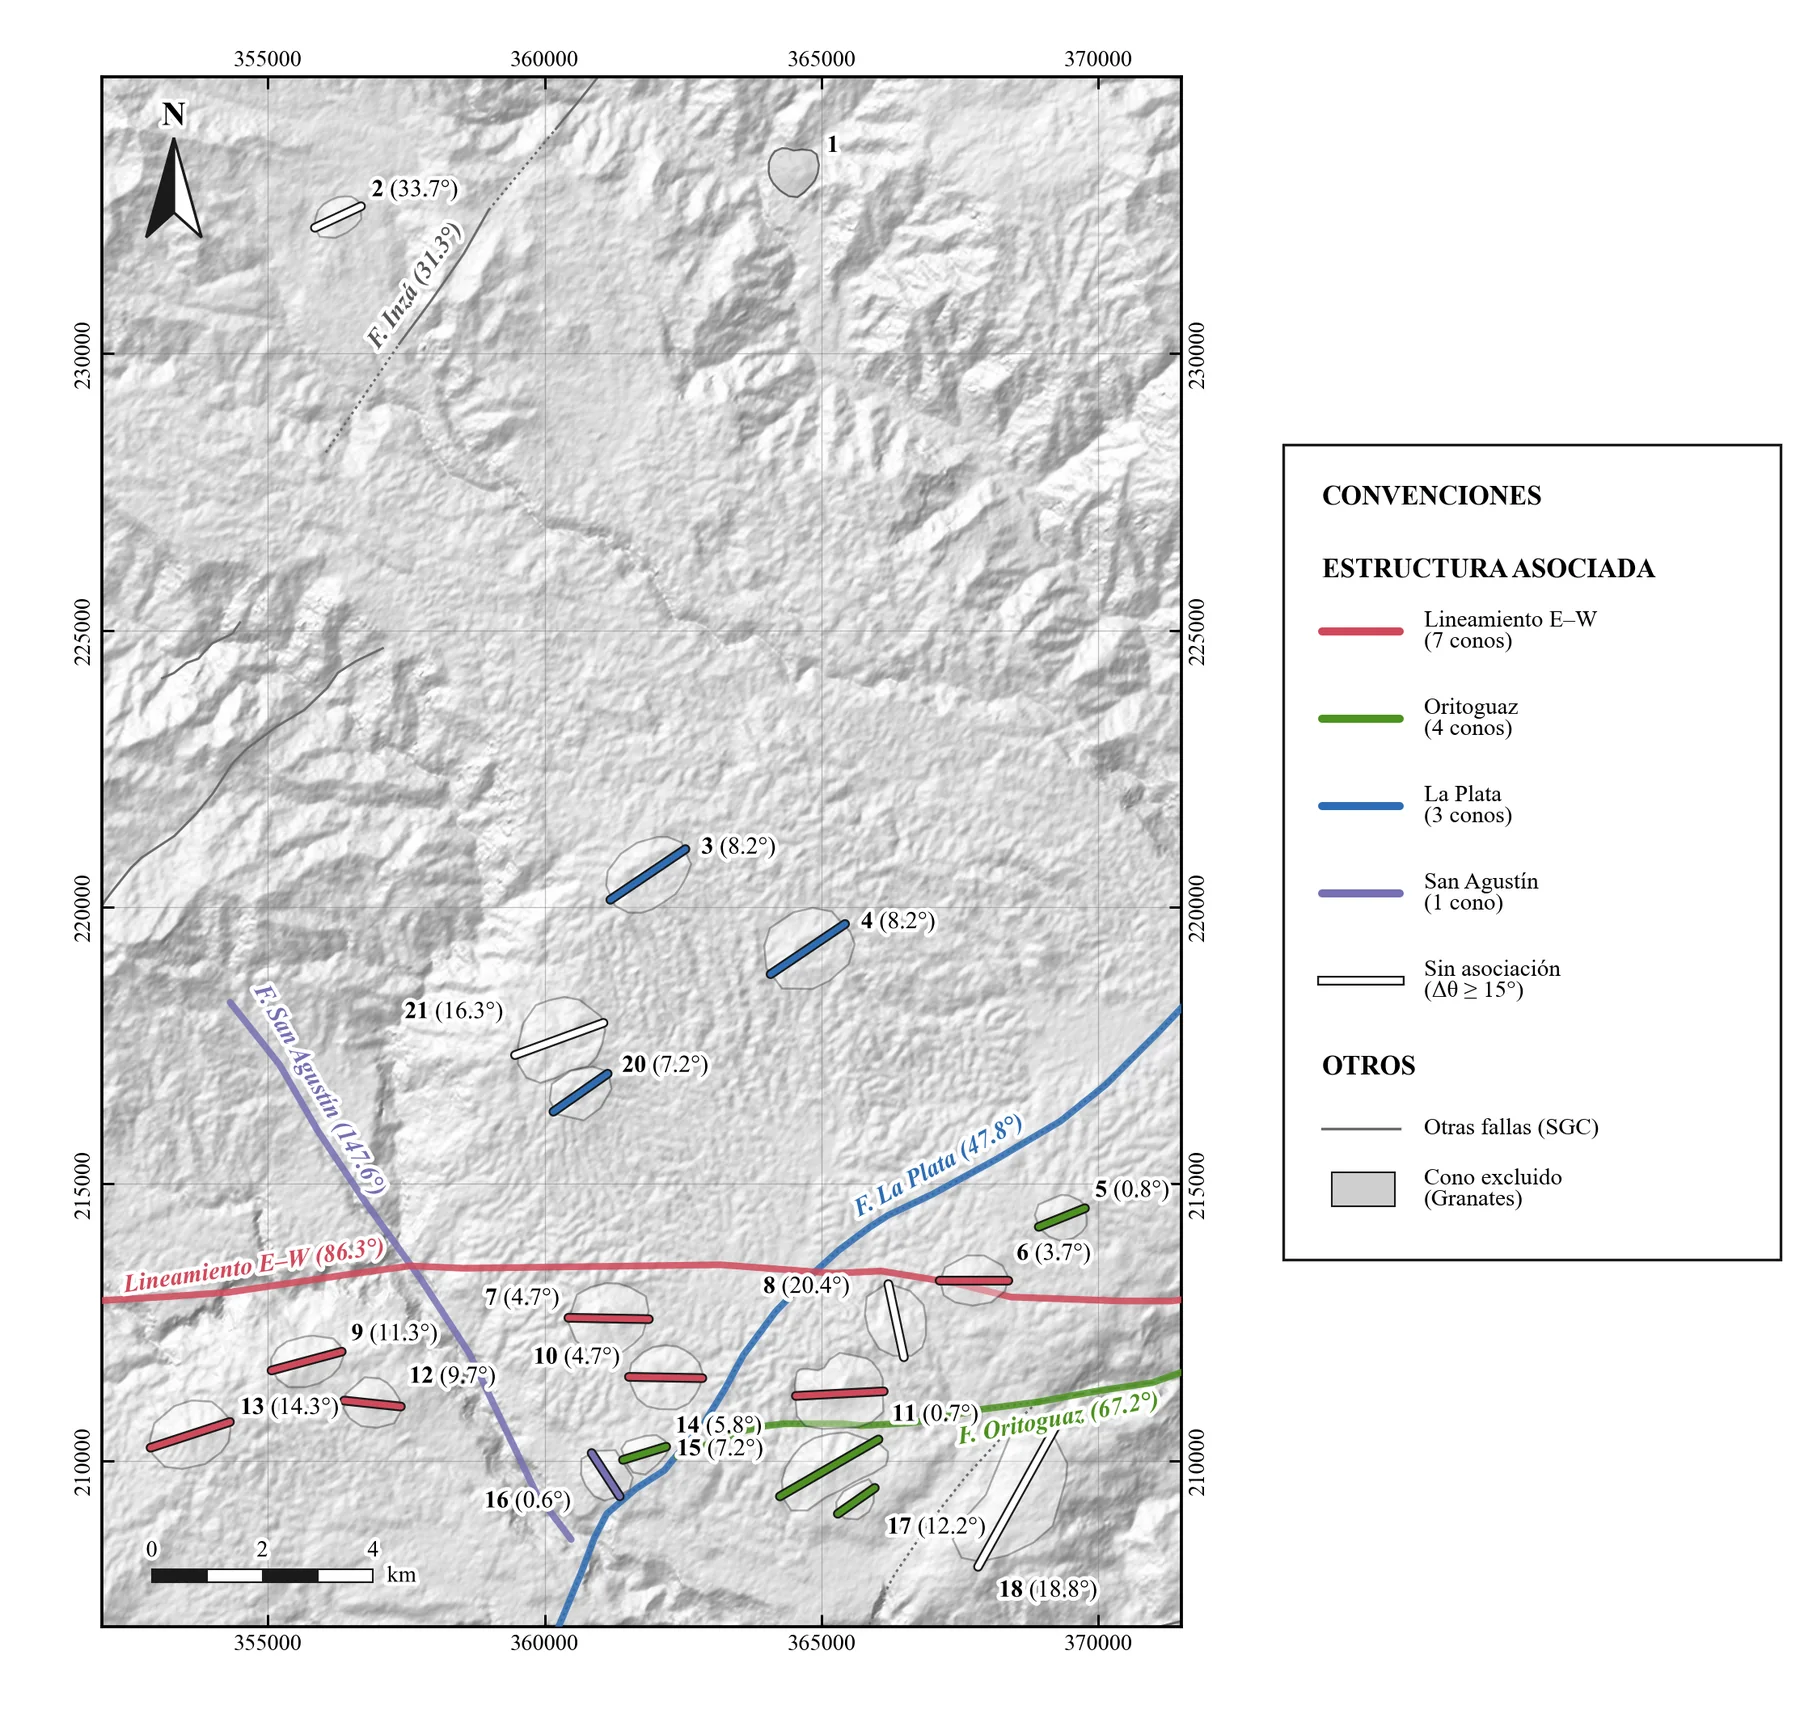 355000 360000 365000 370000
N
1
2 (33.7°)
F. Inzá (31.3°)
230000 230000
225000 225000
3 (8.2°)
220000 220000
4 (8.2°)
21 (16.3°)
20 (7.2°)
F. San Agustín (147.6°)
F. La Plata (47.8°)
215000 215000
5 (0.8°)
6 (3.7°)
Lineamiento E–W (86.3°)
8 (20.4°)
7 (4.7°)
9 (11.3°)
10 (4.7°)
12 (9.7°)
13 (14.3°)
11 (0.7°)
F. Oritoguaz (67.2°)
14 (5.8°)
15 (7.2°)
210000 210000
16 (0.6°)
17 (12.2°)
18 (18.8°)
0 2 4
km
355000 360000 365000 370000
CONVENCIONES
ESTRUCTURA ASOCIADA
Lineamiento E–W
(7 conos)
Oritoguaz
(4 conos)
La Plata
(3 conos)
San Agustín
(1 cono)
Sin asociación
(Δθ ≥ 15°)
OTROS
Otras fallas (SGC)
Cono excluido
(Granates)